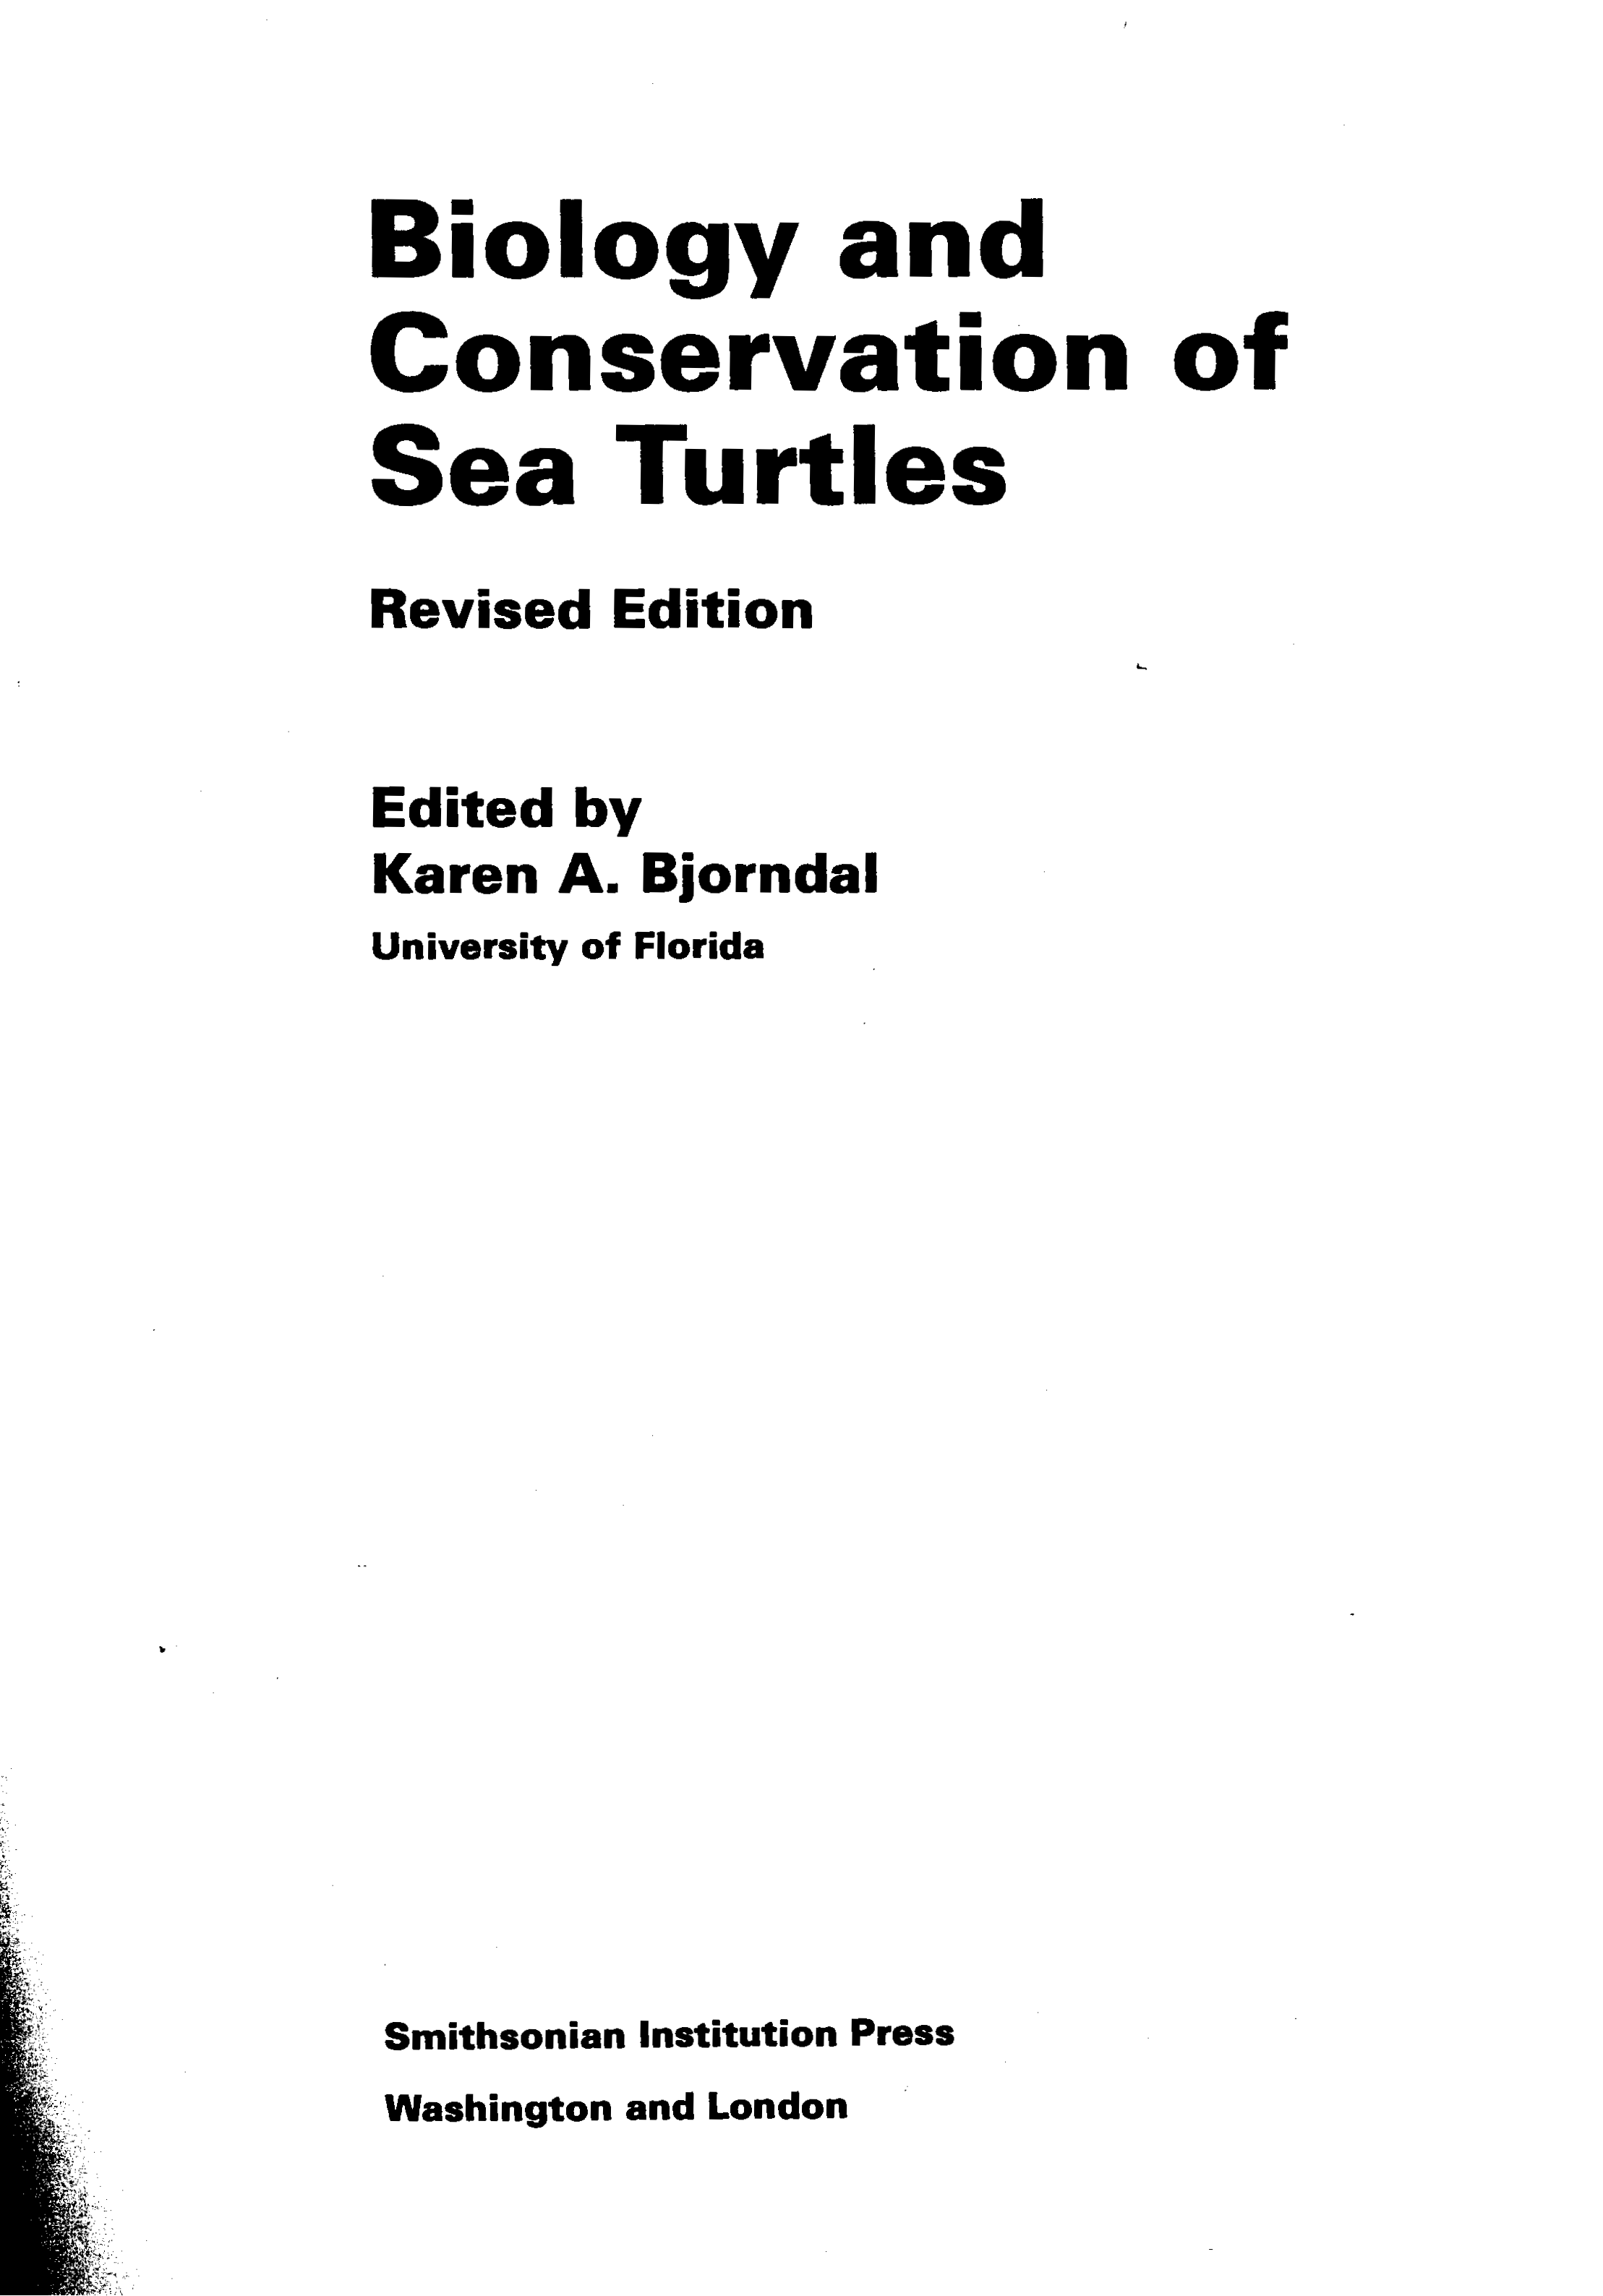 Biology and
Conservation of
Sea Turtles
Revised Edition
Edited by
Karen A. Bjorndal
University of Florida
Smithsonian Institution Press
Washington and London